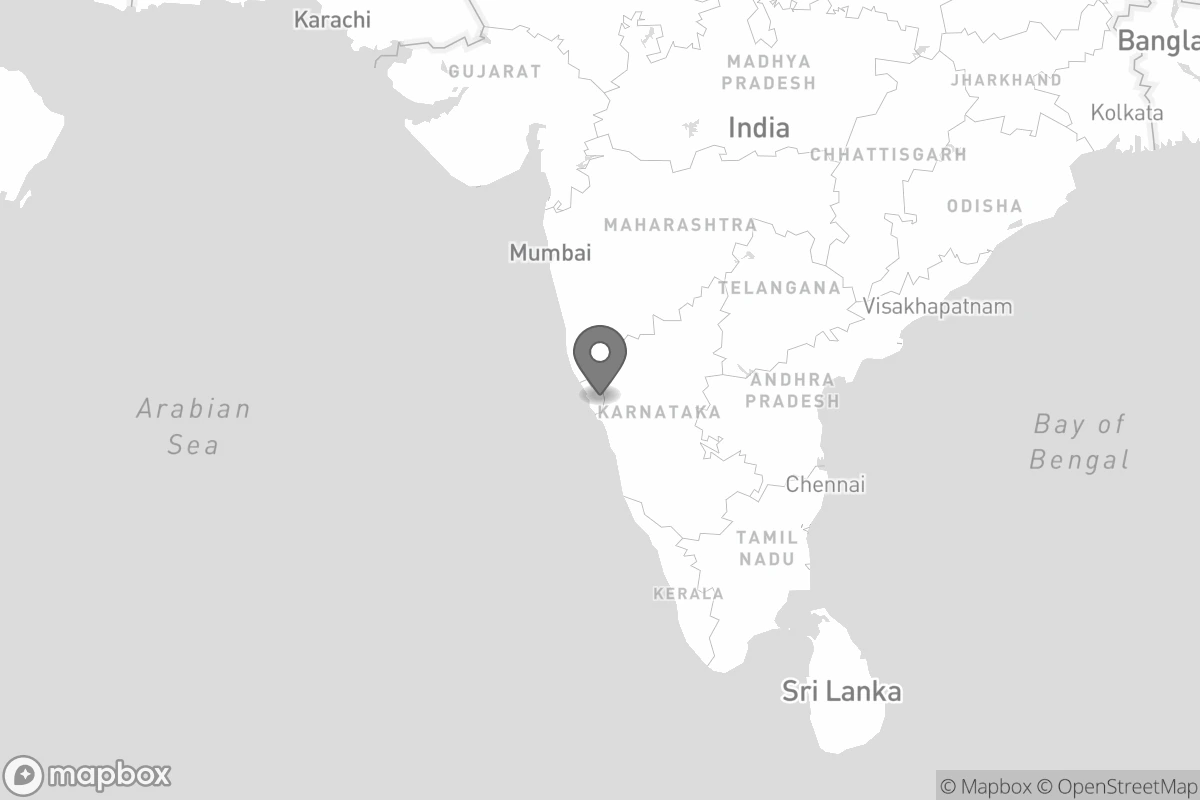 Karachi
GUJARAT
MADHYA
PRADESH
JHARKHAND
Bangla
Kolkata
India
CHHATTISGARH
ODISHA
MAHARASHTRA
Mumbai
TELANGANA
Visakhapatnam
ANDHRA
PRADESH
KARNATAKA
Arabian
Sea
Bay of
Bengal
Chennai
TAMIL
NADU
KERALA
Sri Lanka
mapbox
© Mapbox © OpenStreetMap